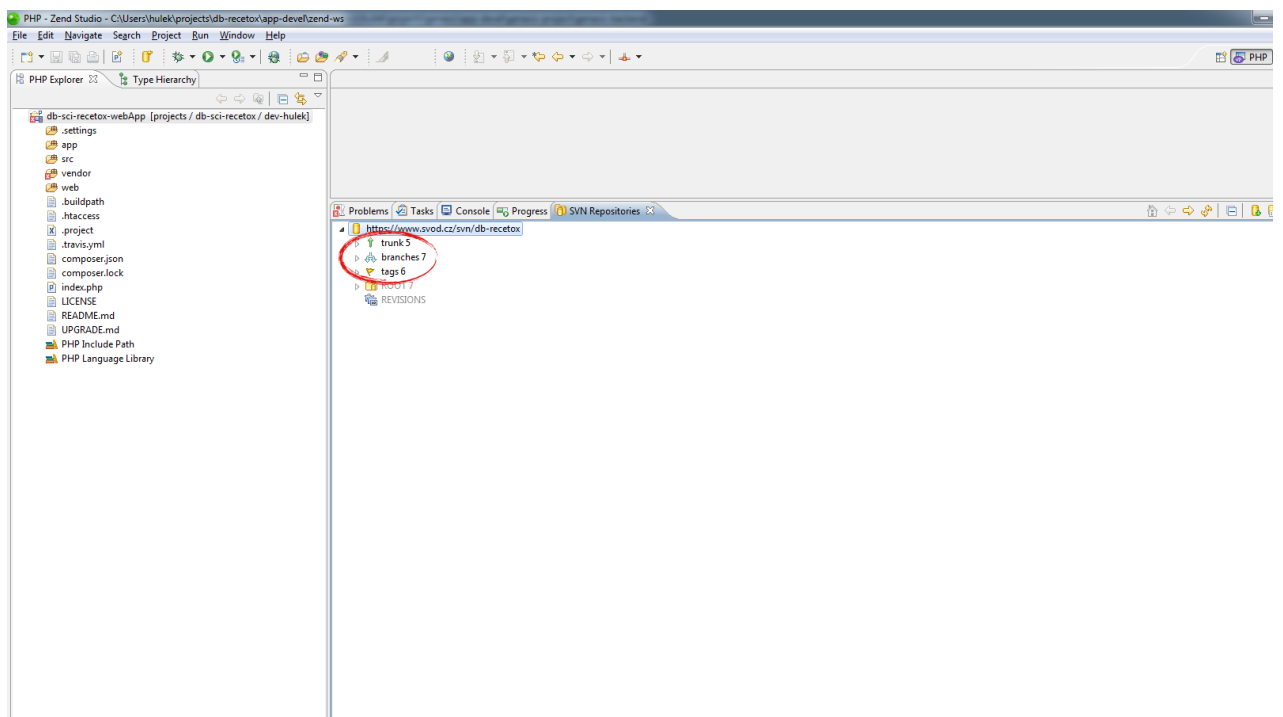 PHP - Zend Studio - C:\Users\hulek\projects\db-recetox\app-devel\zend-ws
File Edit Navigate Search Project Run Window Help
PHP
PHP Explorer Type Hierarchy
db-sci-recetox-webApp [projects / db-sci-recetox / dev-hulek]
.settings
app
src
vendor
web
.buildpath
.htaccess
.project
.travis.yml
composer.json
composer.lock
index.php
LICENSE
README.md
UPGRADE.md
PHP Include Path
PHP Language Library
Problems Tasks Console Progress SVN Repositories
https://www.svod.cz/svn/db-recetox
trunk 5
branches 7
tags 6
ROOT 7
REVISIONS